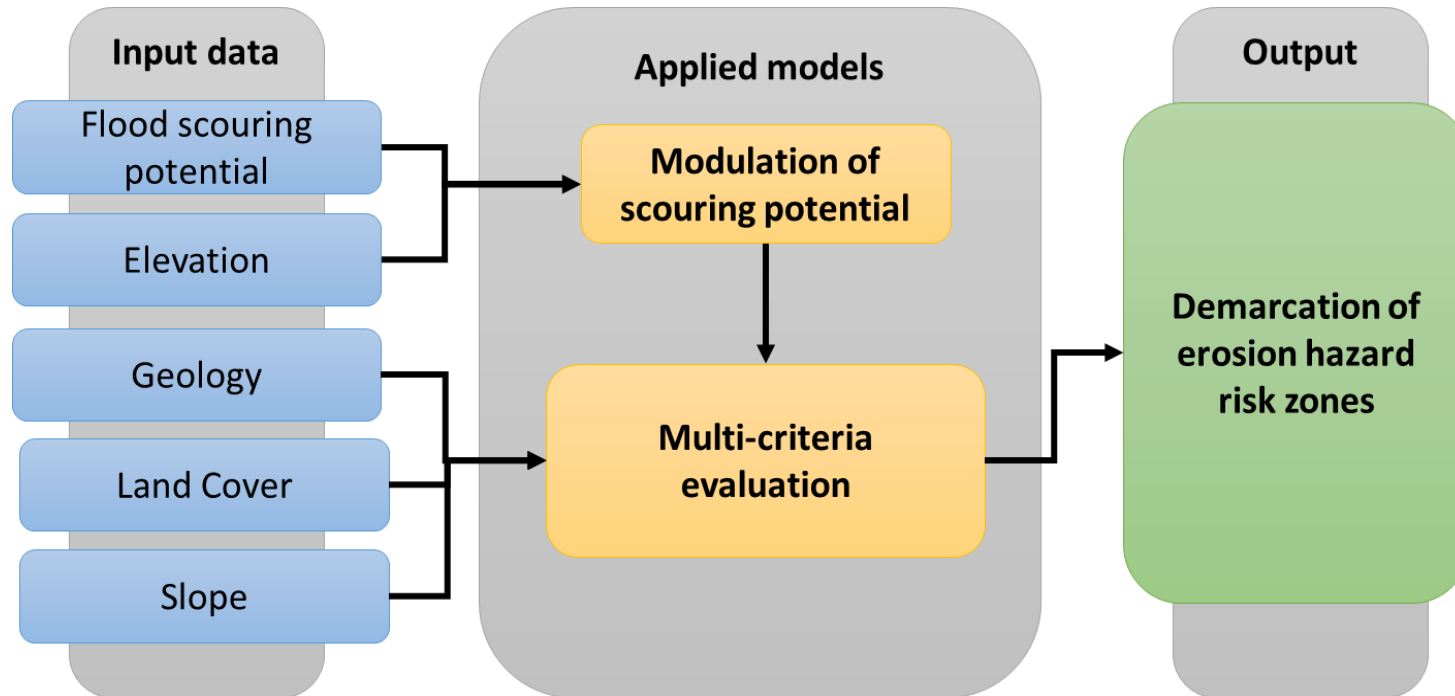 Input data
Flood scouring
potential
Elevation
Geology
Land Cover
Slope
Applied models
Modulation of
scouring potential
Multi-criteria
evaluation
Output
Demarcation of
erosion hazard
risk zones